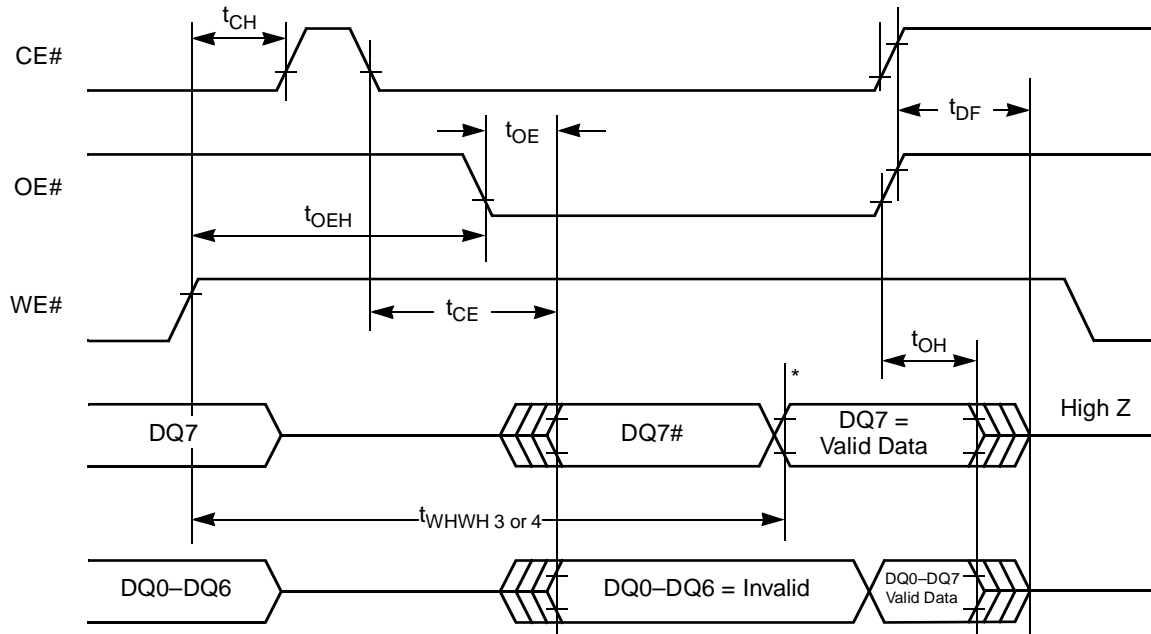 tCH
CE#
tDF
tOE
OE#
tOEH
WE#
tCE
tOH
*
DQ7
DQ7#
DQ7 =
Valid Data
High Z
tWHWH 3 or 4
DQ0–DQ6
DQ0–DQ6 = Invalid
DQ0–DQ7
Valid Data